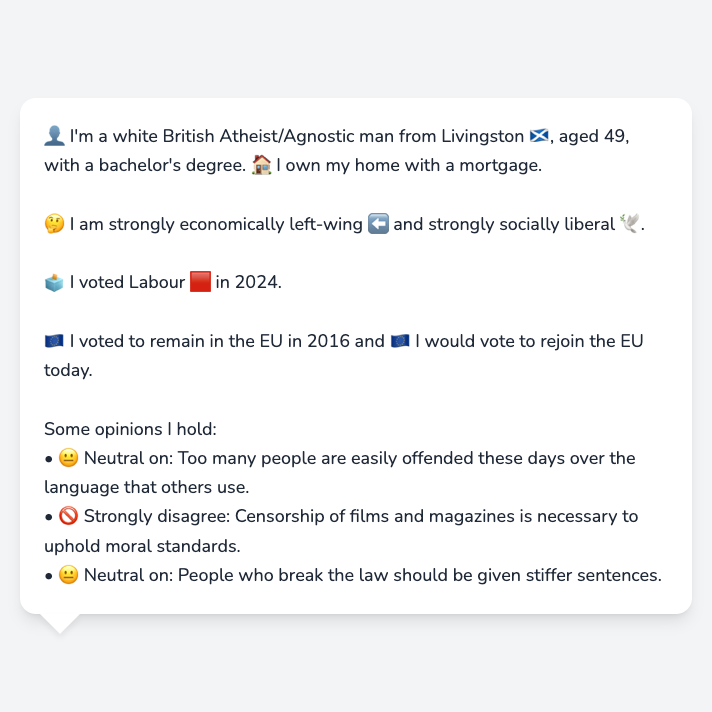 👤 I'm a white British Atheist/Agnostic man from Livingston 🏴󠁧󠁢󠁳󠁣󠁴󠁿, aged 49,
with a bachelor's degree. 🏠 I own my home with a mortgage.
🤔 I am strongly economically left-wing ⬅️ and strongly socially liberal 🕊️.
🗳️ I voted Labour 🟥 in 2024.
🇪🇺 I voted to remain in the EU in 2016 and 🇪🇺 I would vote to rejoin the EU
today.
Some opinions I hold:
• 😐 Neutral on: Too many people are easily offended these days over the
language that others use.
• 🚫 Strongly disagree: Censorship of films and magazines is necessary to
uphold moral standards.
• 😐 Neutral on: People who break the law should be given stiffer sentences.